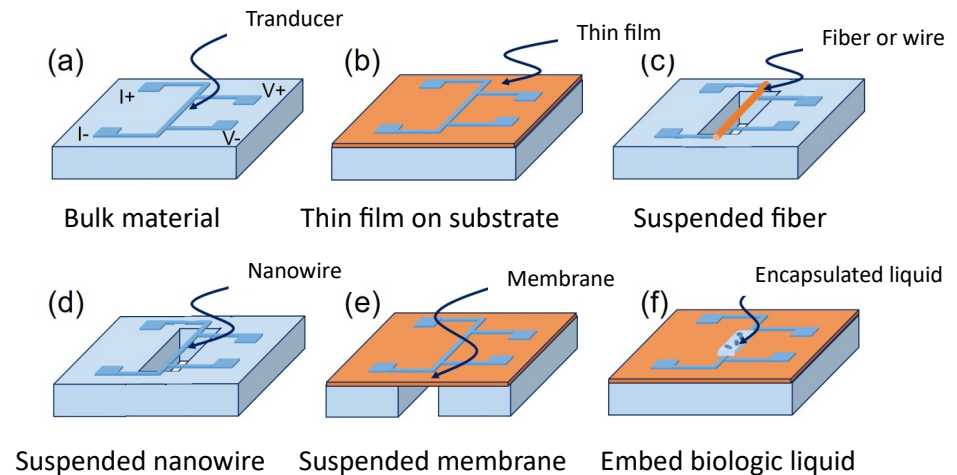 Tranducer
(a)
I+
V+
I-
V-
Bulk material
Thin film
(b)
Thin film on substrate
Fiber or wire
(c)
Suspended fiber
Nanowire
(d)
Suspended nanowire
Membrane
(e)
Suspended membrane
Encapsulated liquid
(f)
Embed biologic liquid